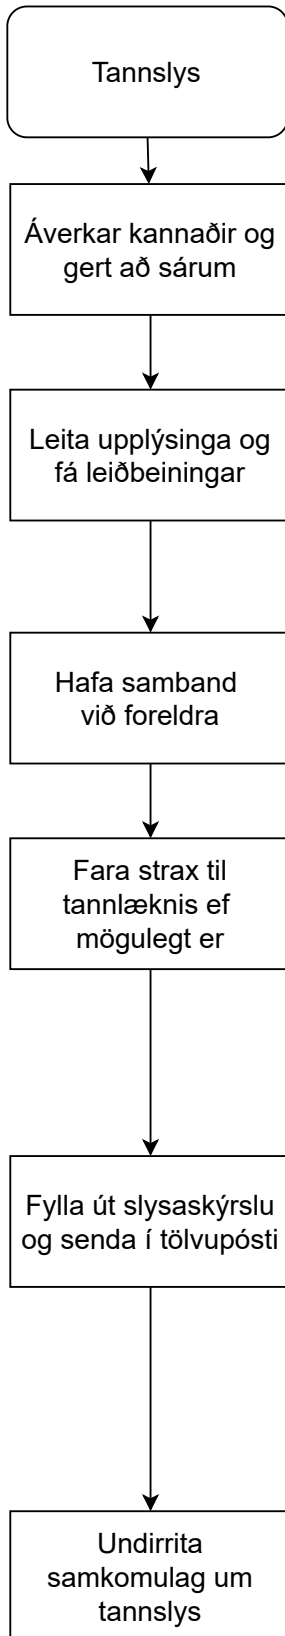 Tannslys
Áverkar kannaðir og
gert að sárum
Leita upplýsinga og
fá leiðbeiningar
Hafa samband
við foreldra
Fara strax til
tannlæknis ef
mögulegt er
Fylla út slysaskýrslu
og senda í tölvupósti
Undirrita
samkomulag um
tannslys